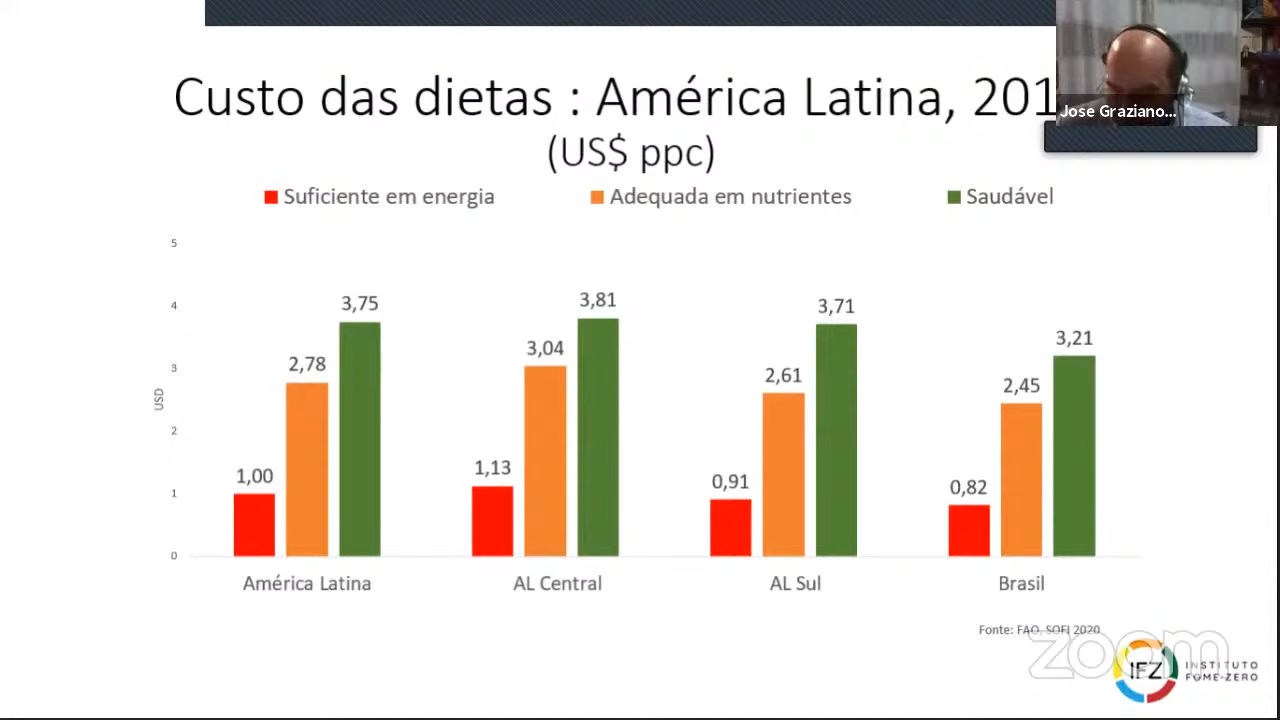 Custo das dietas : América Latina, 201
(US$ ppc)
Jose Graziano...
Suficiente em energia
Adequada em nutrientes
Saudável
5
4
3
2
1
0
USD
1,00
2,78
3,75
1,13
3,04
3,81
0,91
2,61
3,71
0,82
2,45
3,21
América Latina
AL Central
AL Sul
Brasil
Fonte: FAO, SOFI 2020
zoom
IFZ
INSTITUTO
FOME-ZERO